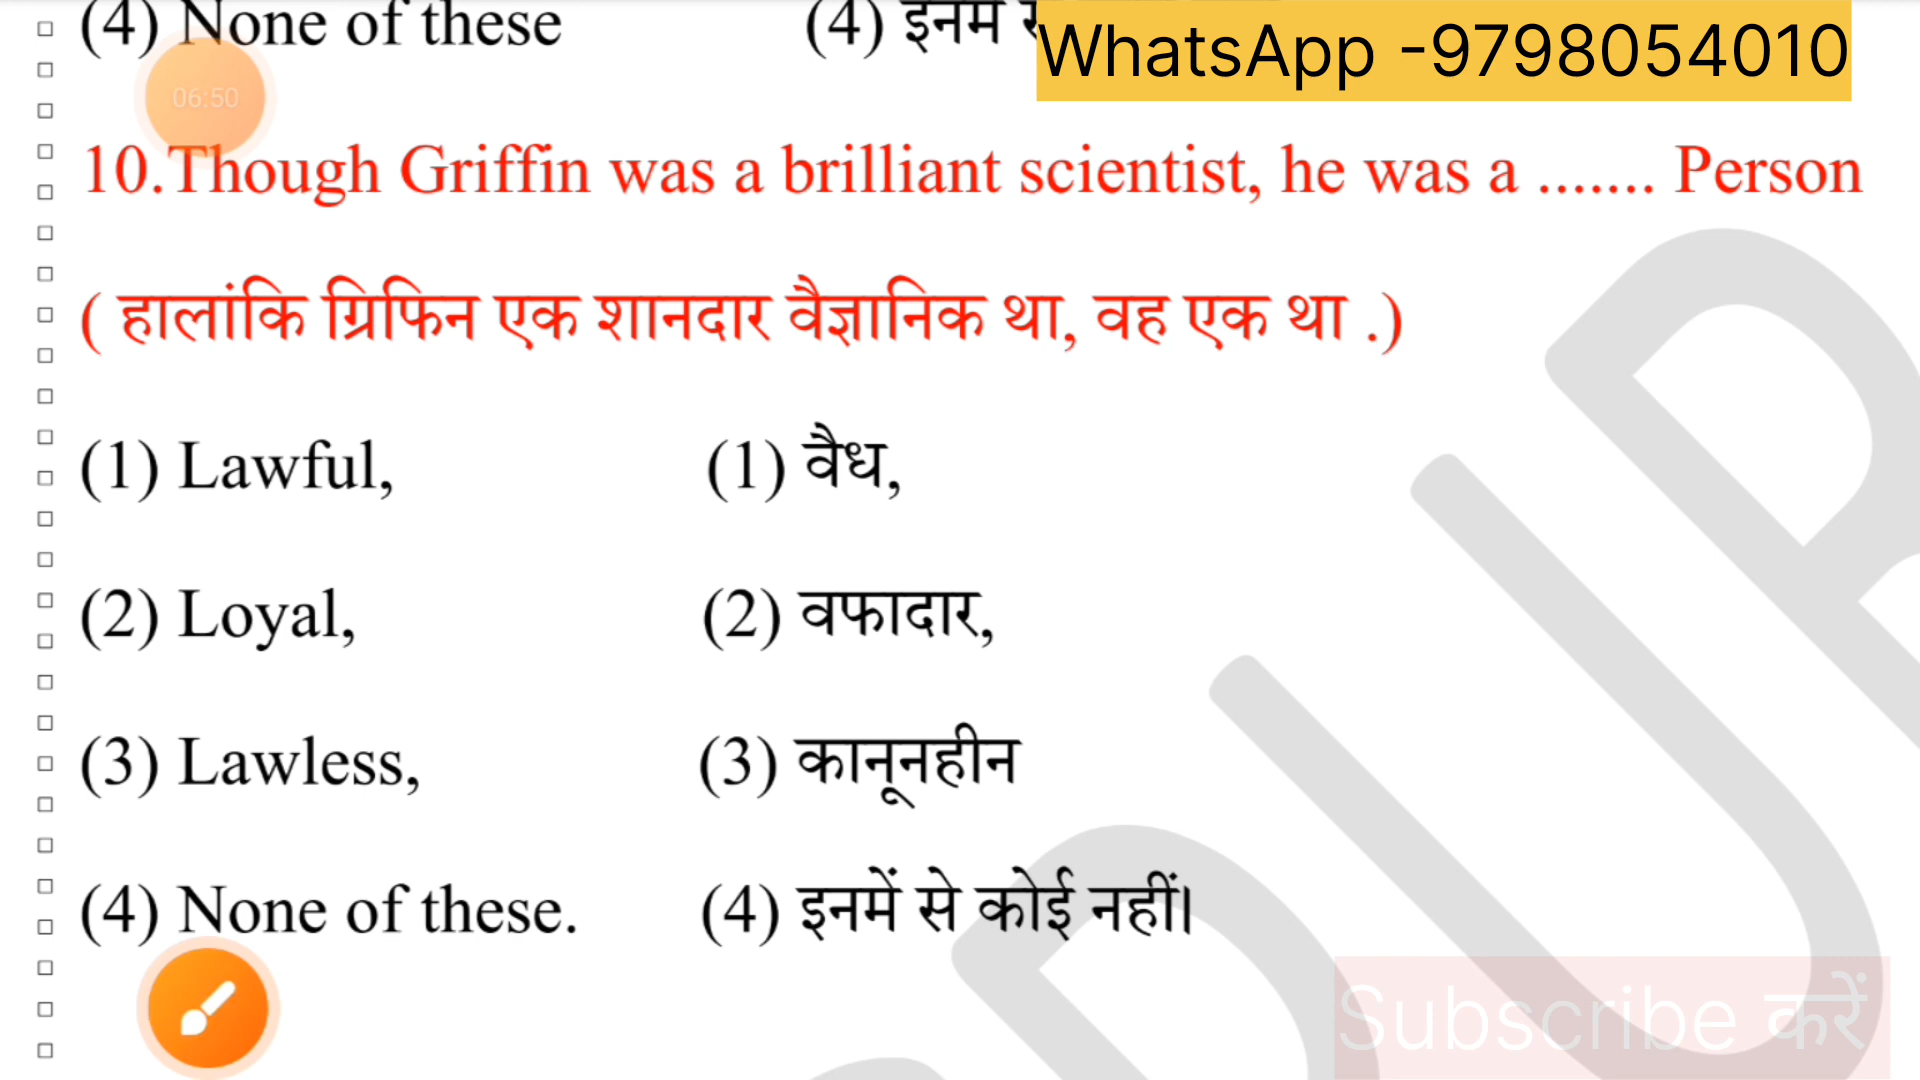 (4) None of these (4) इनमें
WhatsApp -9798054010
06:50
10.Though Griffin was a brilliant scientist, he was a ....... Person
( हालांकि ग्रिफिन एक शानदार वैज्ञानिक था, वह एक था .)
(1) Lawful, (1) वैध,
(2) Loyal, (2) वफादार,
(3) Lawless, (3) कानूनहीन
(4) None of these. (4) इनमें से कोई नहीं।
Subscribe करें